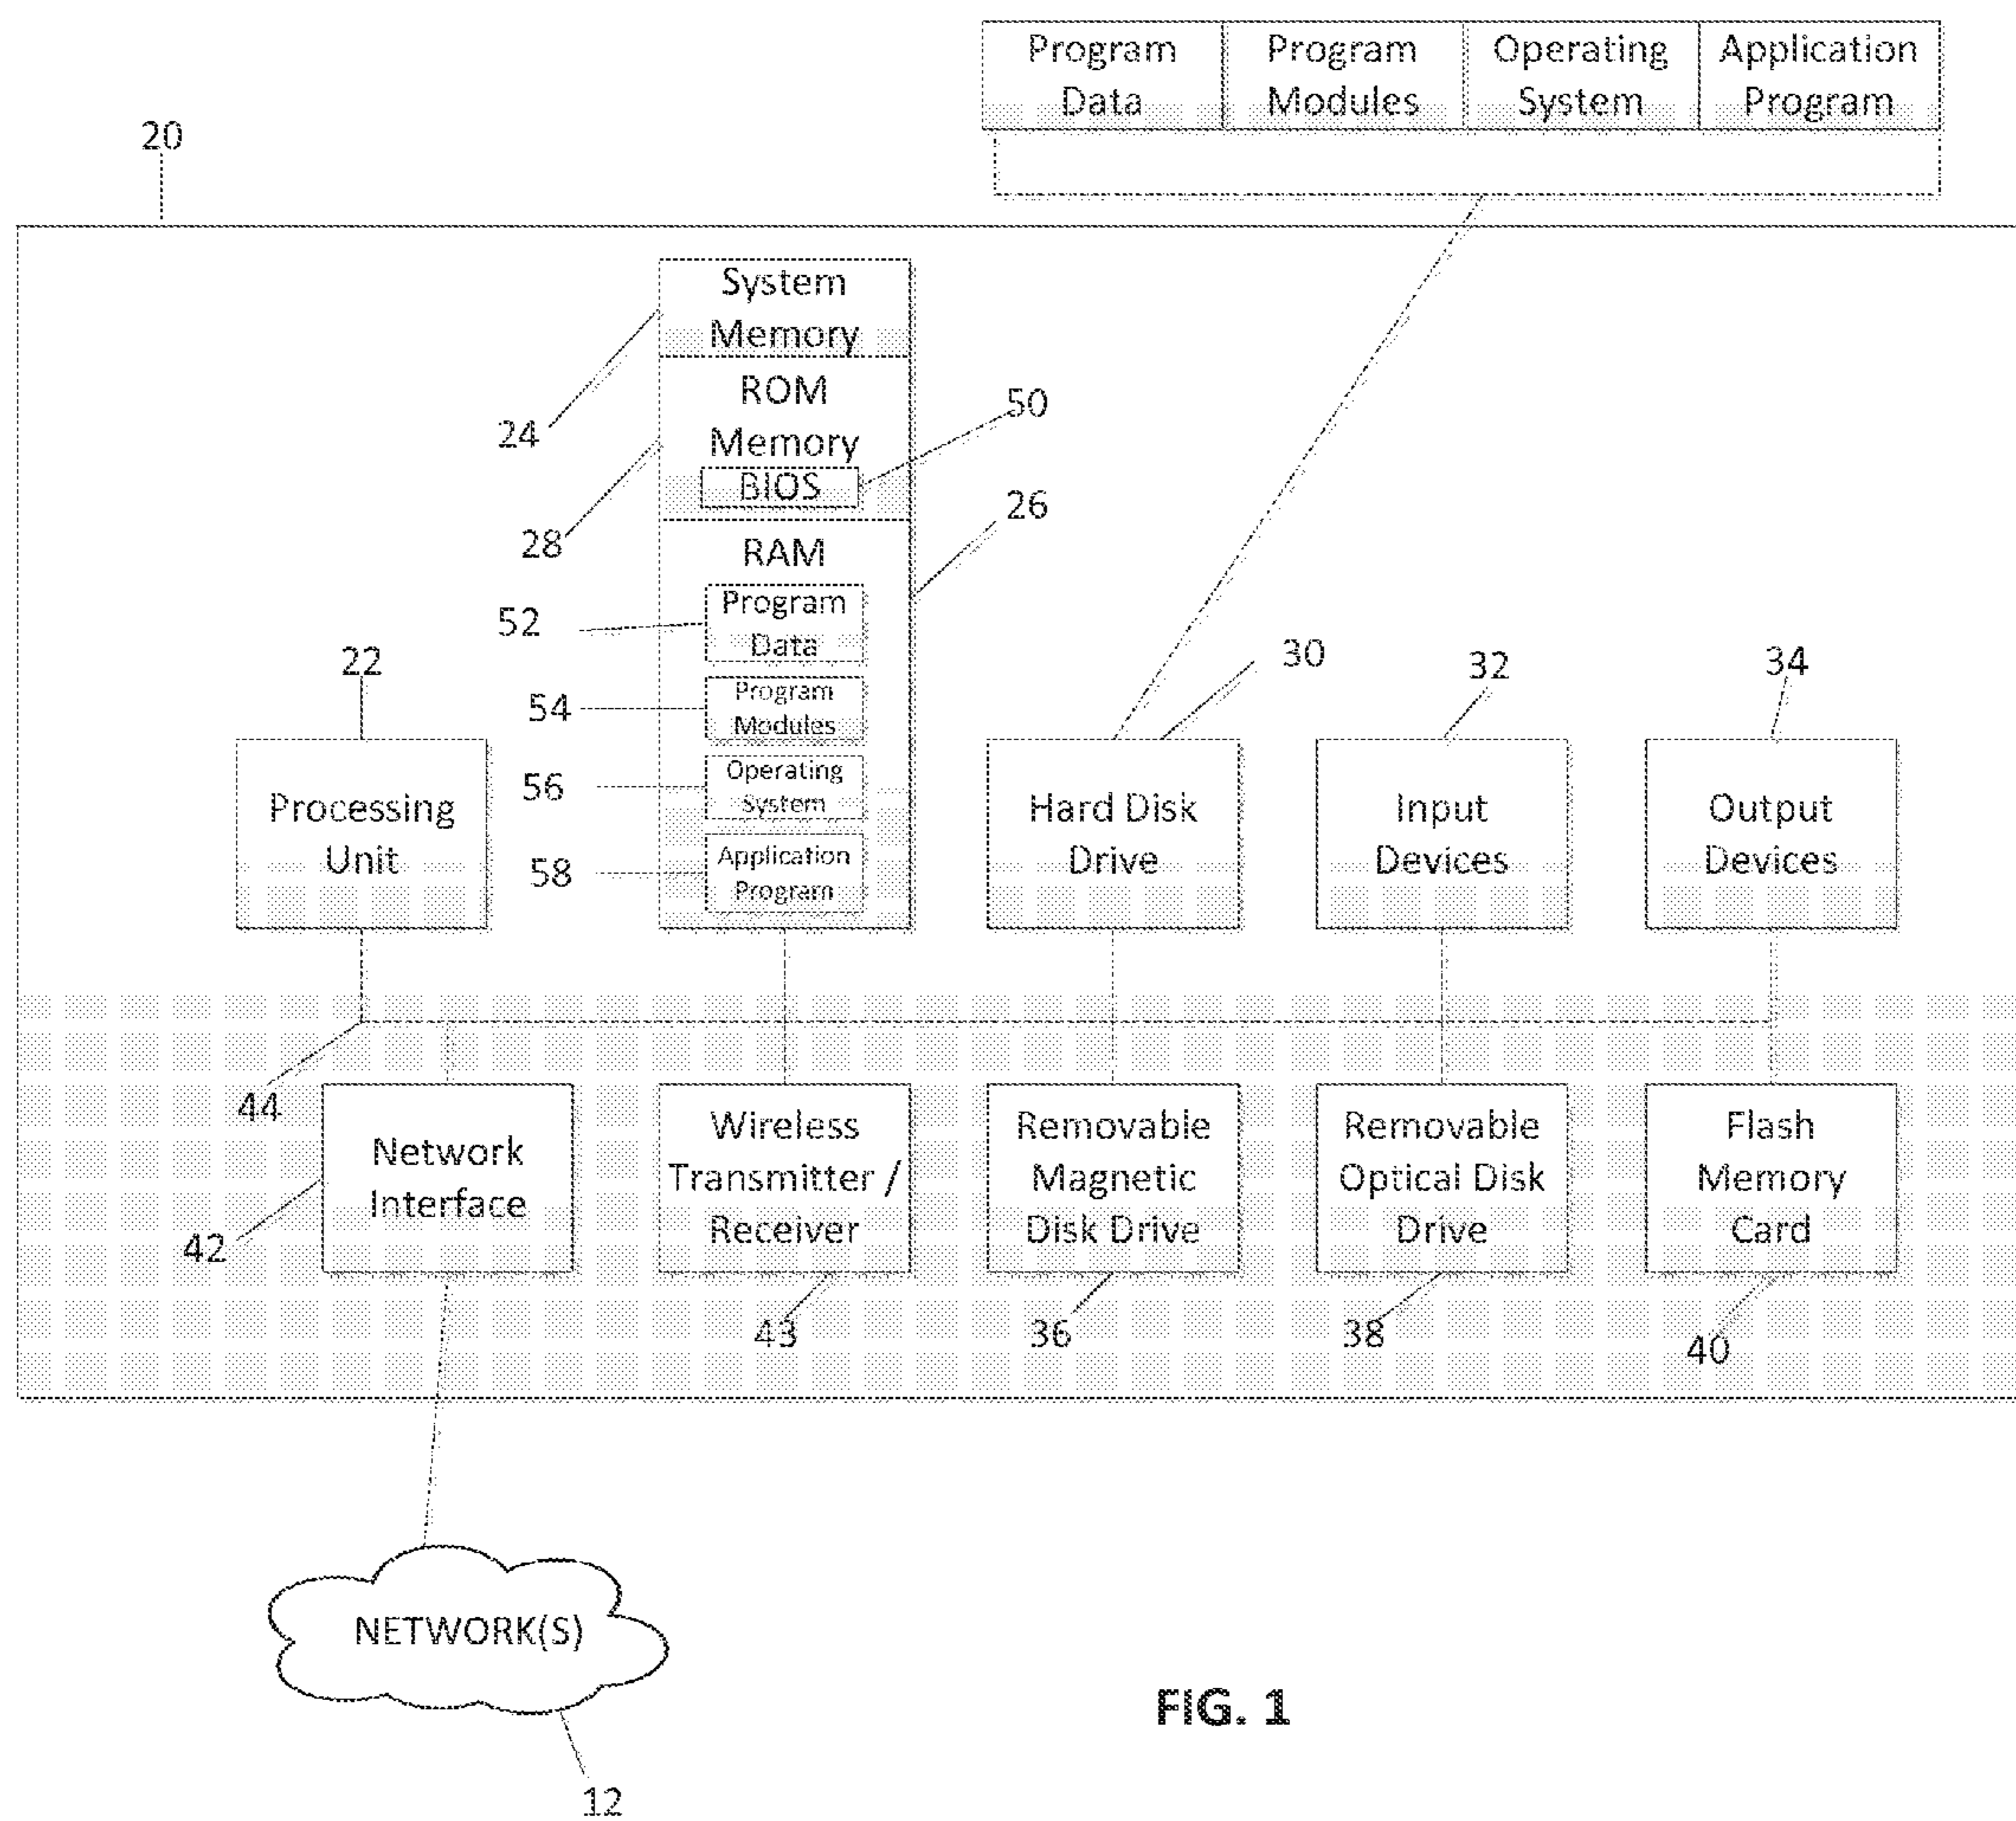 Program Data
Program Modules
Operating System
Application Program
20
System Memory
24
ROM Memory
50
BIOS
28
26
RAM
52
Program Data
54
Program Modules
56
Operating System
58
Application Program
22
Processing Unit
30
Hard Disk Drive
32
Input Devices
34
Output Devices
44
42
Network Interface
Wireless Transmitter / Receiver
43
Removable Magnetic Disk Drive
36
Removable Optical Disk Drive
38
Flash Memory Card
40
NETWORK(S)
12
FIG. 1